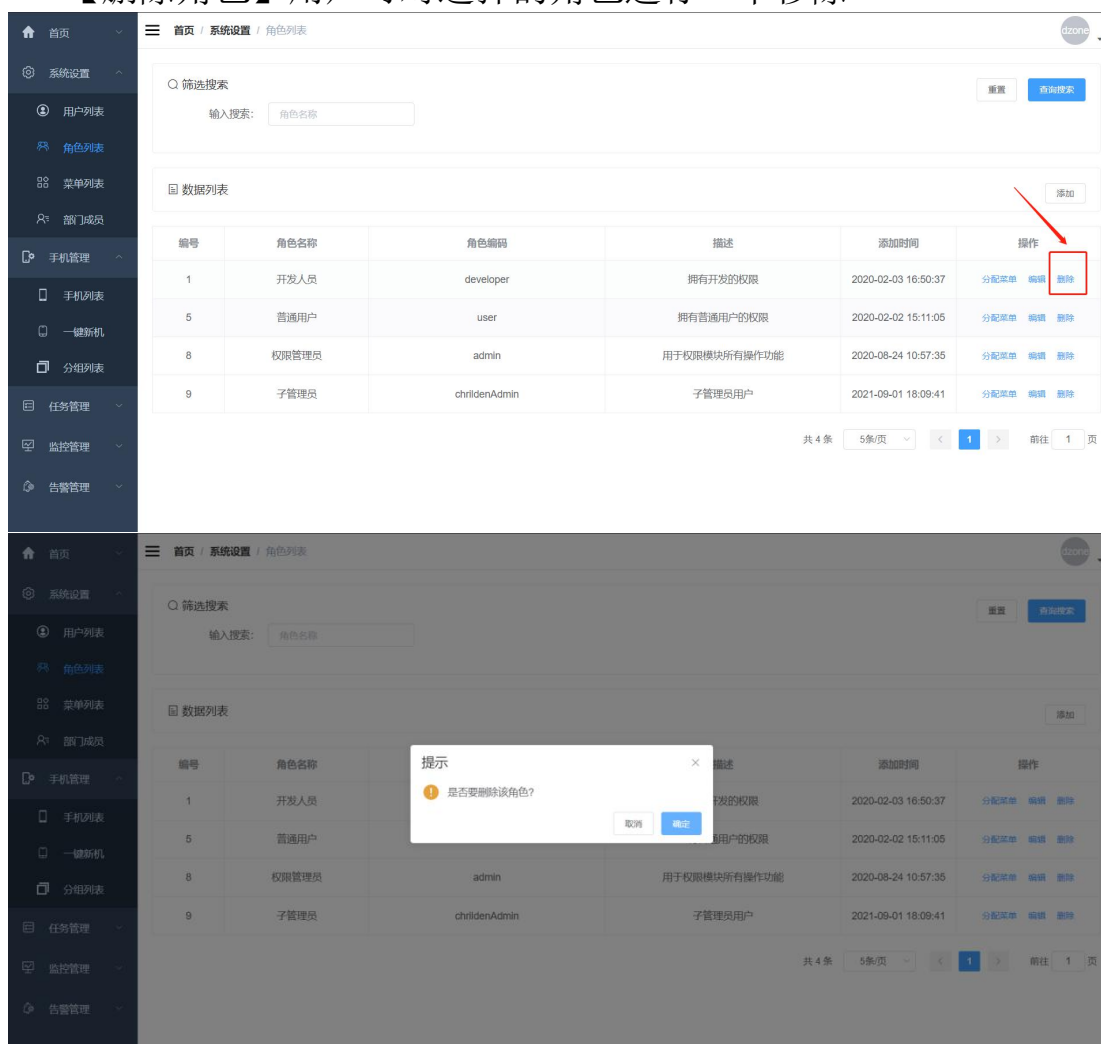 首页
系统设置
用户列表
角色列表
菜单列表
部门成员
手机管理
手机列表
一键新机
分组列表
任务管理
监控管理
告警管理
首页 / 系统设置 / 角色列表
dzone
筛选搜索
重置 查询搜索
输入搜索: 角色名称
数据列表
添加
编号 角色名称 角色编码 描述 添加时间 操作
1 开发人员 developer 拥有开发的权限 2020-02-03 16:50:37 分配菜单 编辑 删除
5 普通用户 user 拥有普通用户的权限 2020-02-02 15:11:05 分配菜单 编辑 删除
8 权限管理员 admin 用于权限模块所有操作功能 2020-08-24 10:57:35 分配菜单 编辑 删除
9 子管理员 chrildenAdmin 子管理员用户 2021-09-01 18:09:41 分配菜单 编辑 删除
共 4 条 5条/页 1 前往 1 页
首页
系统设置
用户列表
角色列表
菜单列表
部门成员
手机管理
手机列表
一键新机
分组列表
任务管理
监控管理
告警管理
首页 / 系统设置 / 角色列表
dzone
筛选搜索
重置 查询搜索
输入搜索: 角色名称
数据列表
添加
编号 角色名称 描述 添加时间 操作
提示
是否要删除该角色?
取消 确定
1 开发人员 开发的权限 2020-02-03 16:50:37 分配菜单 编辑 删除
5 普通用户 通用户的权限 2020-02-02 15:11:05 分配菜单 编辑 删除
8 权限管理员 admin 用于权限模块所有操作功能 2020-08-24 10:57:35 分配菜单 编辑 删除
9 子管理员 chrildenAdmin 子管理员用户 2021-09-01 18:09:41 分配菜单 编辑 删除
共 4 条 5条/页 1 前往 1 页